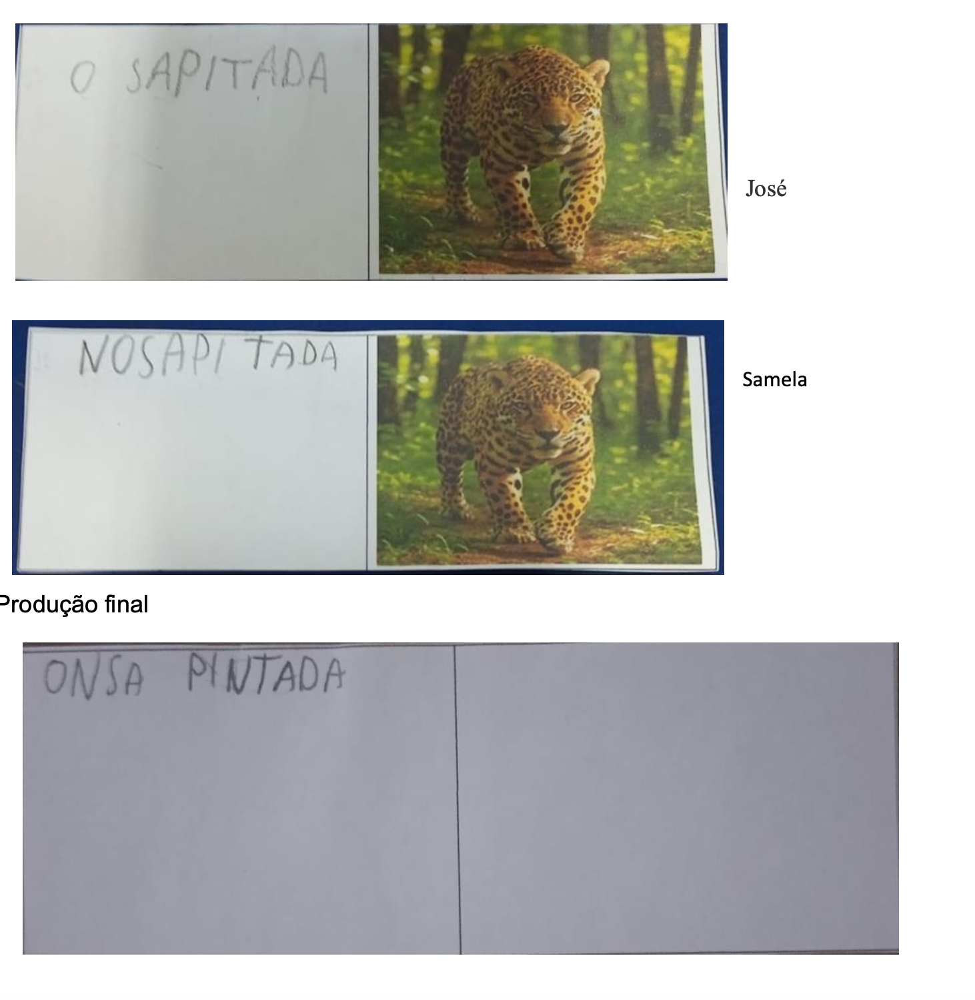 O SAPITADA
José
NOSAPI TADA
Samela
Produção final
ONSA PINTADA